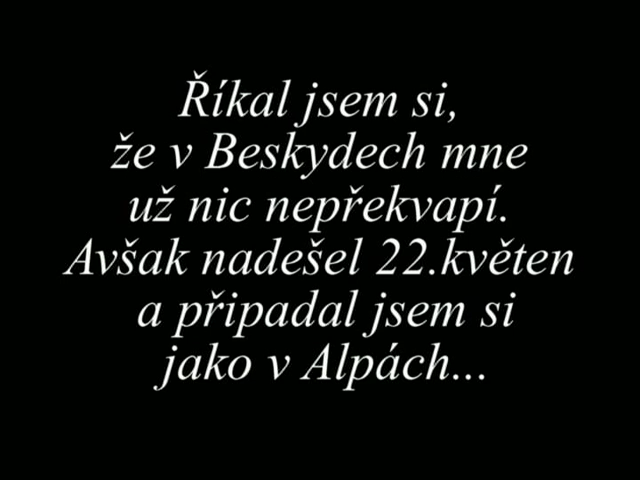 Říkal jsem si,
že v Beskydech mne
už nic nepřekvapí.
Avšak nadešel 22.květen
a připadal jsem si
jako v Alpách...